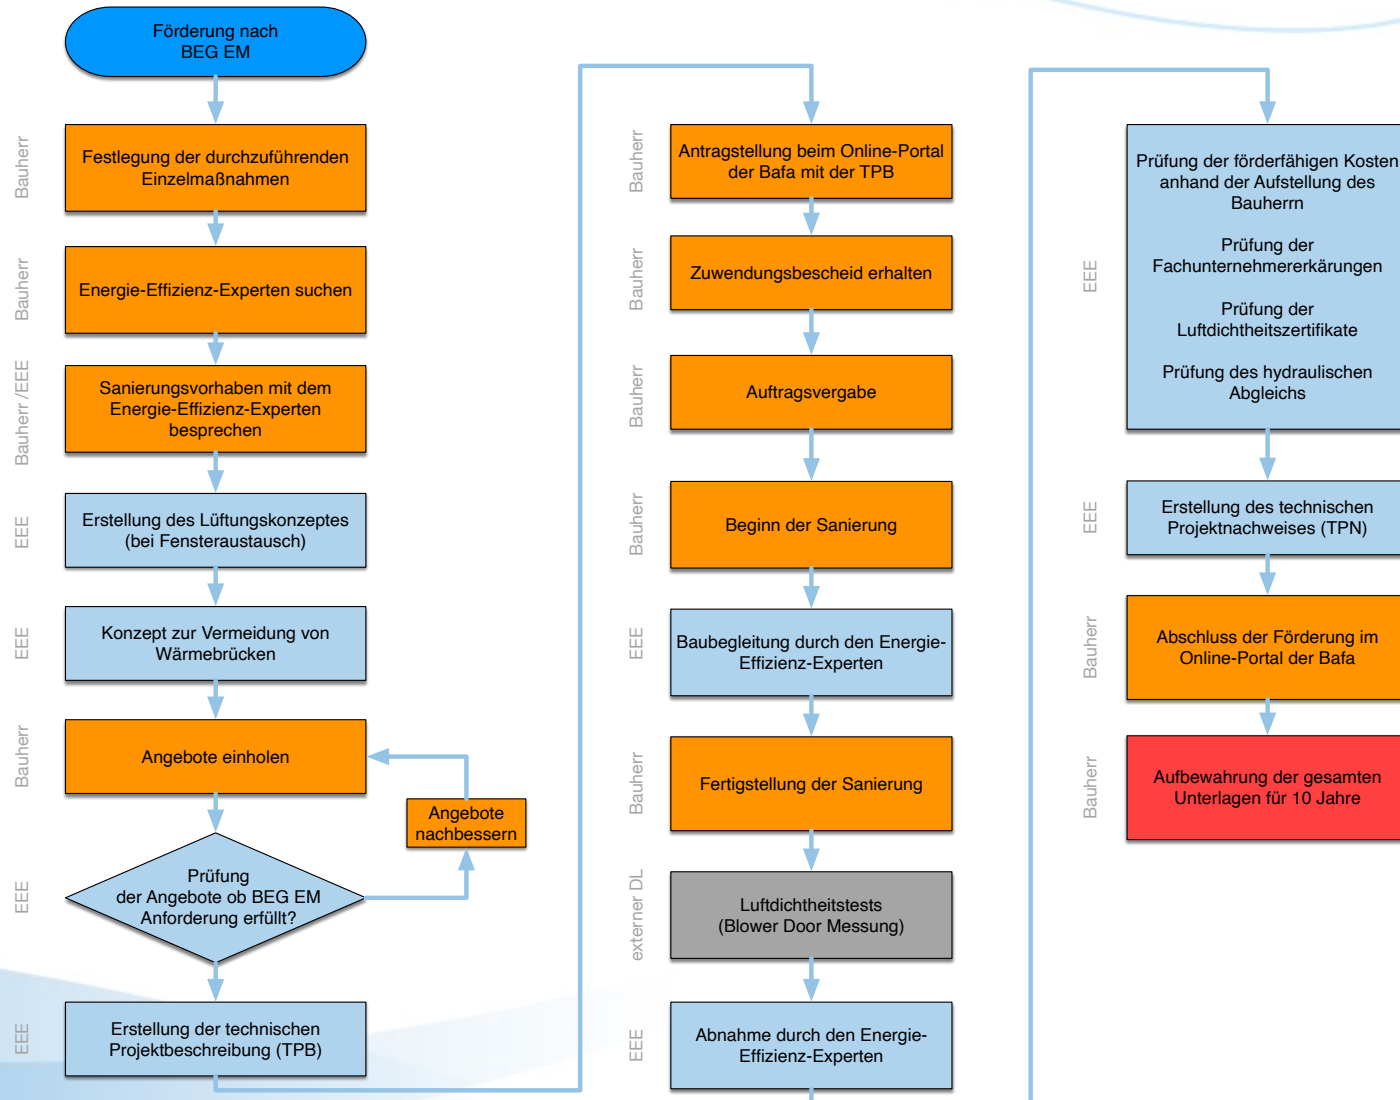 Förderung nach
BEG EM
Bauherr
Festlegung der durchzuführenden
Einzelmaßnahmen
Bauherr
Energie-Effizienz-Experten suchen
Bauherr /EEE
Sanierungsvorhaben mit dem
Energie-Effizienz-Experten
besprechen
EEE
Erstellung des Lüftungskonzeptes
(bei Fensteraustausch)
EEE
Konzept zur Vermeidung von
Wärmebrücken
Bauherr
Angebote einholen
Angebote
nachbessern
EEE
Prüfung
der Angebote ob BEG EM
Anforderung erfüllt?
EEE
Erstellung der technischen
Projektbeschreibung (TPB)
Bauherr
Antragstellung beim Online-Portal
der Bafa mit der TPB
Bauherr
Zuwendungsbescheid erhalten
Bauherr
Auftragsvergabe
Bauherr
Beginn der Sanierung
EEE
Baubegleitung durch den Energie-
Effizienz-Experten
Bauherr
Fertigstellung der Sanierung
externer DL
Luftdichtheitstests
(Blower Door Messung)
EEE
Abnahme durch den Energie-
Effizienz-Experten
EEE
Prüfung der förderfähigen Kosten
anhand der Aufstellung des
Bauherrn
Prüfung der
Fachunternehmererkärungen
Prüfung der
Luftdichtheitszertifikate
Prüfung des hydraulischen
Abgleichs
EEE
Erstellung des technischen
Projektnachweises (TPN)
Bauherr
Abschluss der Förderung im
Online-Portal der Bafa
Bauherr
Aufbewahrung der gesamten
Unterlagen für 10 Jahre